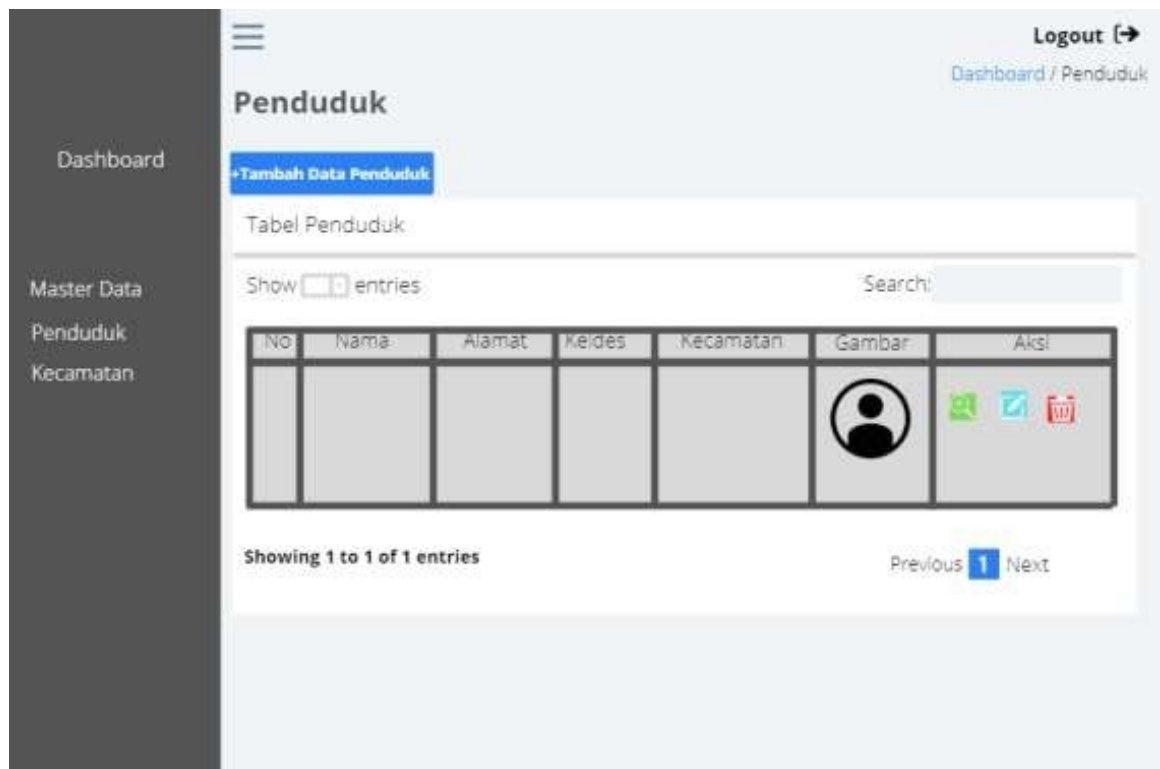 Logout
Dashboard / Penduduk
Penduduk
Dashboard
+Tambah Data Penduduk
Tabel Penduduk
Master Data
Penduduk
Kecamatan
Show entries
Search:
No Nama Alamat Keldes Kecamatan Gambar Aksi
Showing 1 to 1 of 1 entries
Previous 1 Next